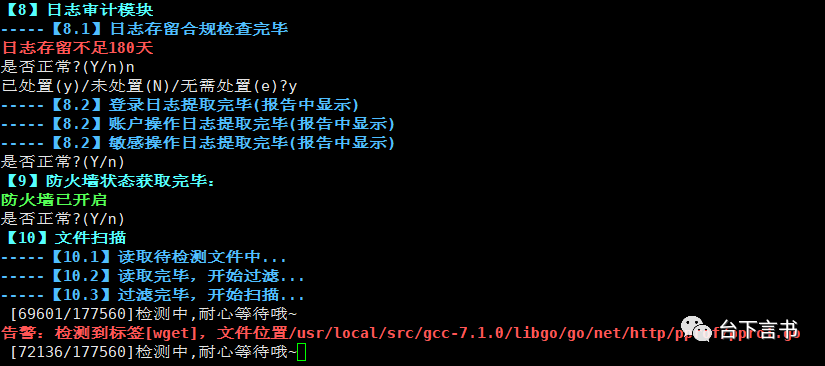 【8】日志审计模块
-----【8.1】日志存留合规检查完毕
日志存留不足180天
是否正常?(Y/n)n
已处置(y)/未处置(N)/无需处置(e)?y
-----【8.2】登录日志提取完毕(报告中显示)
-----【8.2】账户操作日志提取完毕(报告中显示)
-----【8.2】敏感操作日志提取完毕(报告中显示)
是否正常?(Y/n)
【9】防火墙状态获取完毕：
防火墙已开启
是否正常?(Y/n)
【10】文件扫描
-----【10.1】读取待检测文件中...
-----【10.2】读取完毕，开始过滤...
-----【10.3】过滤完毕，开始扫描...
[69601/177560]检测中,耐心等待哦~
告警：检测到标签[wget]，文件位置/usr/local/src/gcc-7.1.0/libgo/go/net/http/
[72136/177560]检测中,耐心等待哦~
台下言书